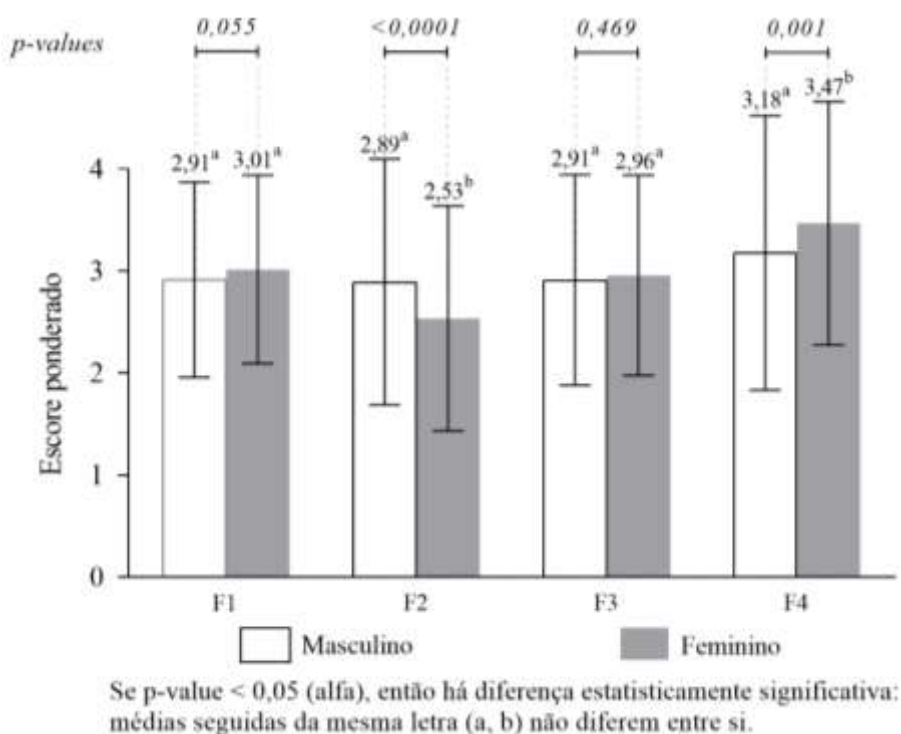 p-values
0,055 <0,0001 0,469 0,001
2,91a 3,01a 2,89a 2,53b 2,91a 2,96a 3,18a 3,47b
Escore ponderado
4
3
2
1
0
F1 F2 F3 F4
Masculino Feminino
Se p-value < 0,05 (alfa), então há diferença estatisticamente significativa:
médias seguidas da mesma letra (a, b) não diferem entre si.